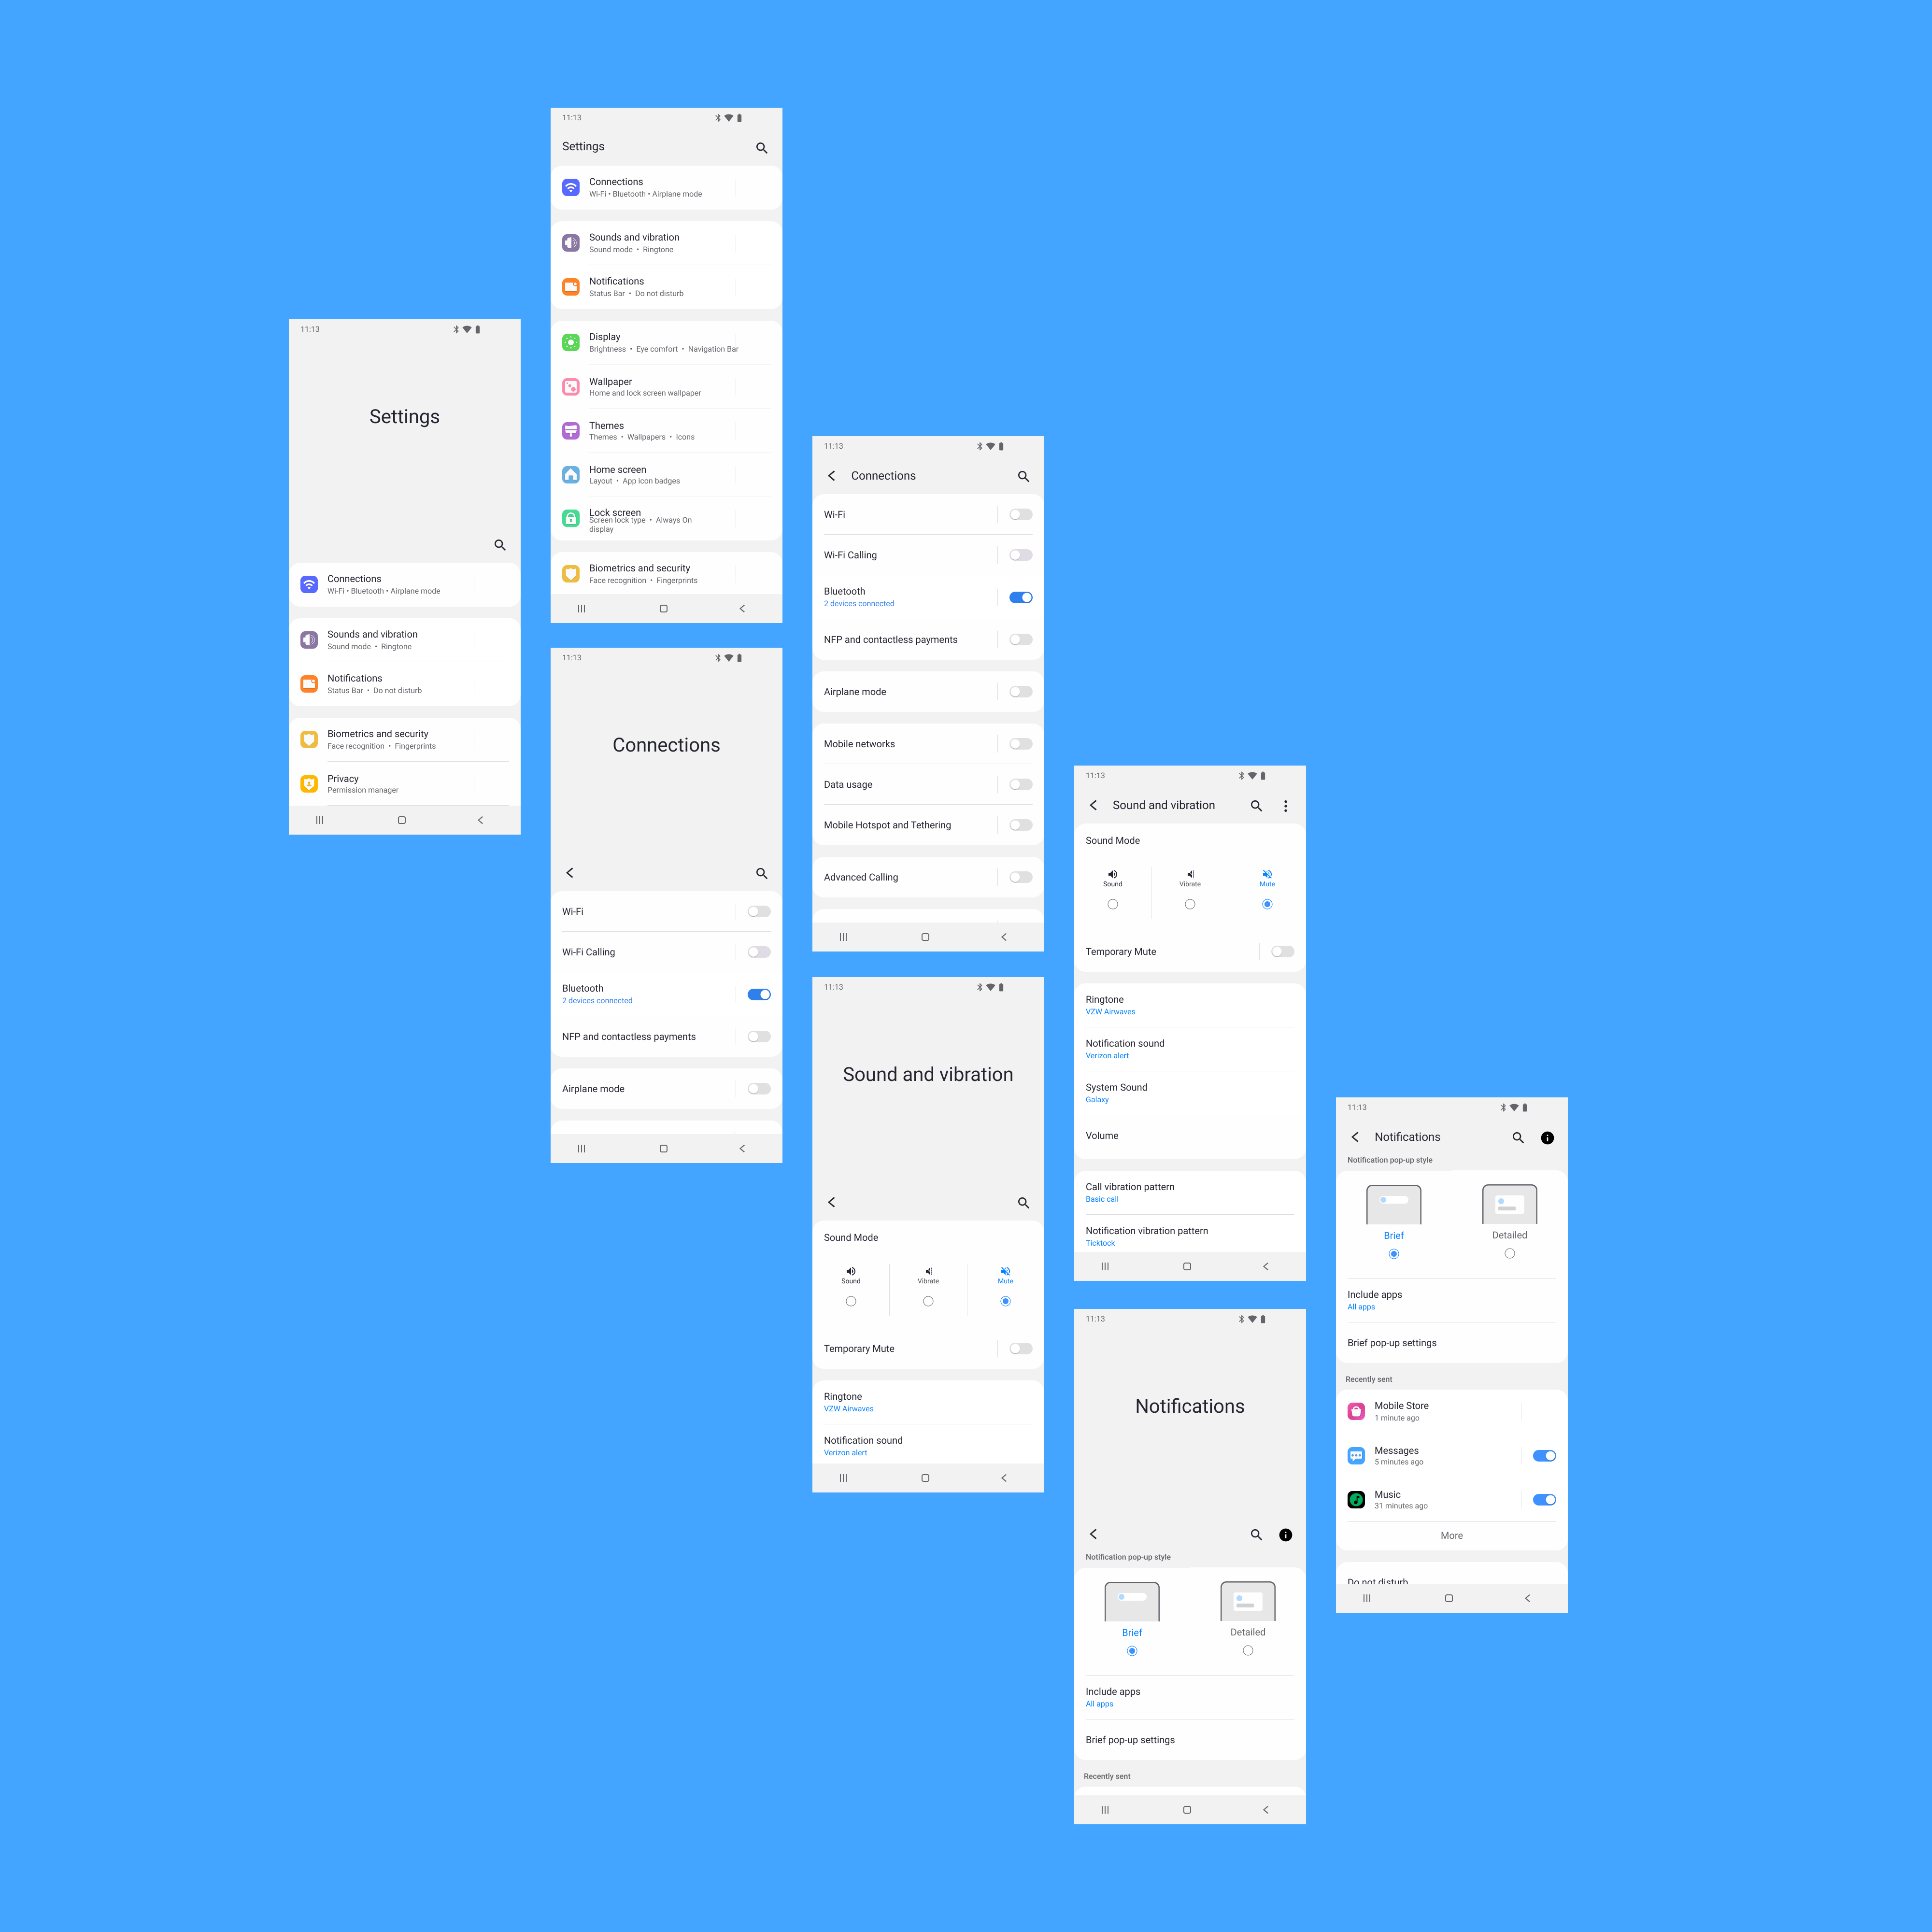 11:13
Settings
Connections
Wi-Fi • Bluetooth • Airplane mode
Sounds and vibration
Sound mode • Ringtone
Notifications
Status Bar • Do not disturb
Biometrics and security
Face recognition • Fingerprints
Privacy
Permission manager
11:13
Settings
Connections
Wi-Fi • Bluetooth • Airplane mode
Sounds and vibration
Sound mode • Ringtone
Notifications
Status Bar • Do not disturb
Display
Brightness • Eye comfort • Navigation Bar
Wallpaper
Home and lock screen wallpaper
Themes
Themes • Wallpapers • Icons
Home screen
Layout • App icon badges
Lock screen
Screen lock type • Always On
display
Biometrics and security
Face recognition • Fingerprints
11:13
Connections
Wi-Fi
Wi-Fi Calling
Bluetooth
2 devices connected
NFP and contactless payments
Airplane mode
11:13
Connections
Wi-Fi
Wi-Fi Calling
Bluetooth
2 devices connected
NFP and contactless payments
Airplane mode
Mobile networks
Data usage
Mobile Hotspot and Tethering
Advanced Calling
11:13
Sound and vibration
Sound Mode
Sound Vibrate Mute
Temporary Mute
Ringtone
VZW Airwaves
Notification sound
Verizon alert
11:13
Sound and vibration
Sound Mode
Sound Vibrate Mute
Temporary Mute
Ringtone
VZW Airwaves
Notification sound
Verizon alert
System Sound
Galaxy
Volume
Call vibration pattern
Basic call
Notification vibration pattern
Ticktock
11:13
Notifications
Notification pop-up style
Brief Detailed
Include apps
All apps
Brief pop-up settings
Recently sent
11:13
Notifications
Notification pop-up style
Brief Detailed
Include apps
All apps
Brief pop-up settings
Recently sent
Mobile Store
1 minute ago
Messages
5 minutes ago
Music
31 minutes ago
More
Do not disturb